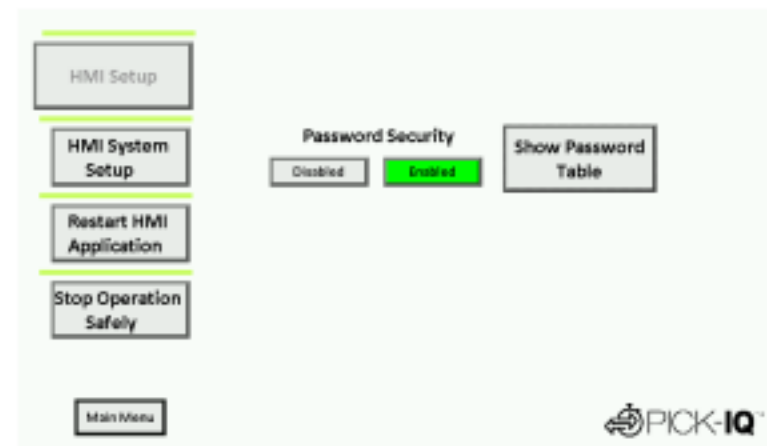 HMI Setup
HMI System
Setup
Password Security
Disabled
Enabled
Show Password
Table
Restart HMI
Application
Stop Operation
Safely
Main Menu
PICK-IQ™